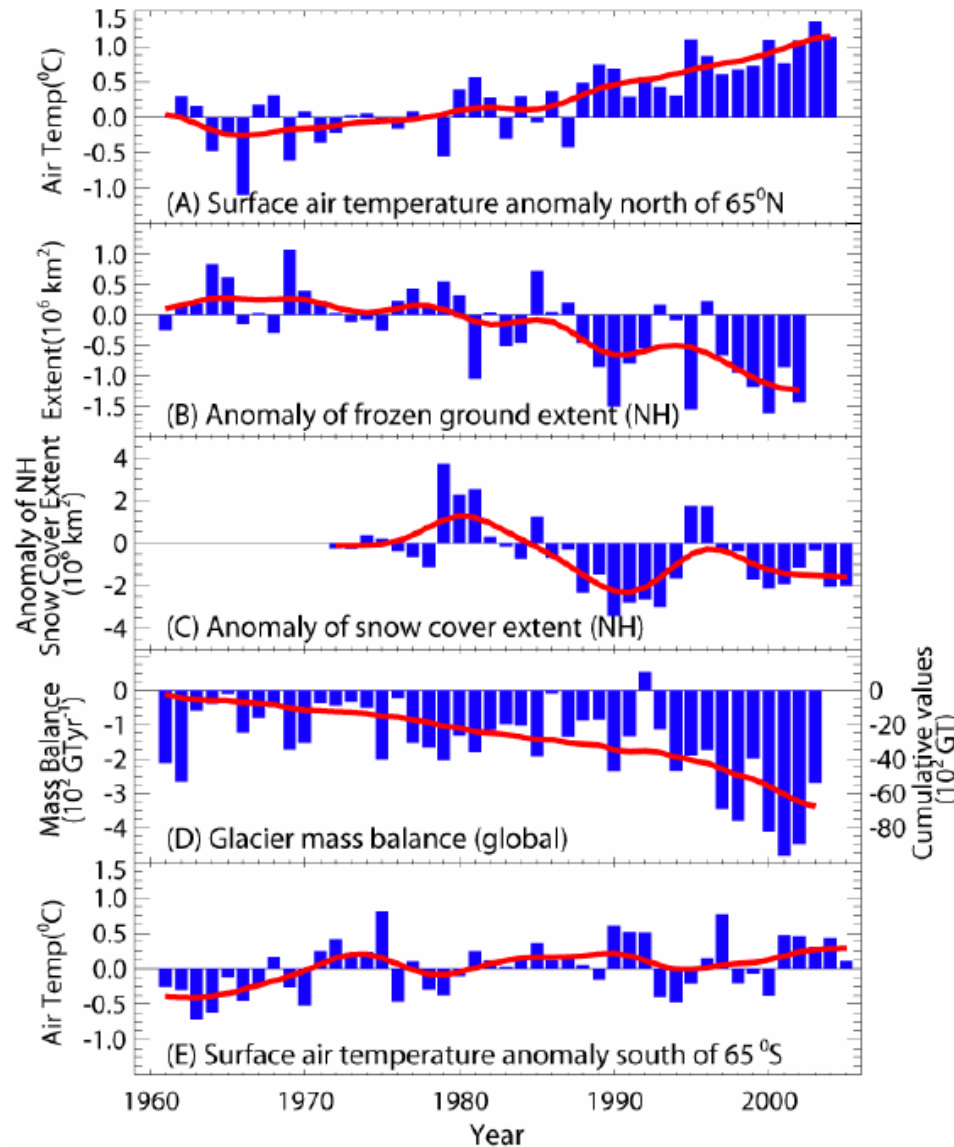 Air Temp(⁰C)
1.5
1.0
0.5
0.0
-0.5
-1.0
(A) Surface air temperature anomaly north of 65⁰N
Extent(10⁶ km²)
1.0
0.5
0.0
-0.5
-1.0
-1.5
(B) Anomaly of frozen ground extent (NH)
Anomaly of NH
Snow Cover Extent
(10⁶ km²)
4
2
0
-2
-4
(C) Anomaly of snow cover extent (NH)
Mass Balance
(10² GTyr⁻¹)
0
-1
-2
-3
-4
(D) Glacier mass balance (global)
0
-20
-40
-60
-80
Cumulative values
(10² GT)
Air Temp(⁰C)
1.5
1.0
0.5
0.0
-0.5
-1.0
(E) Surface air temperature anomaly south of 65 ⁰S
1960 1970 1980 1990 2000
Year